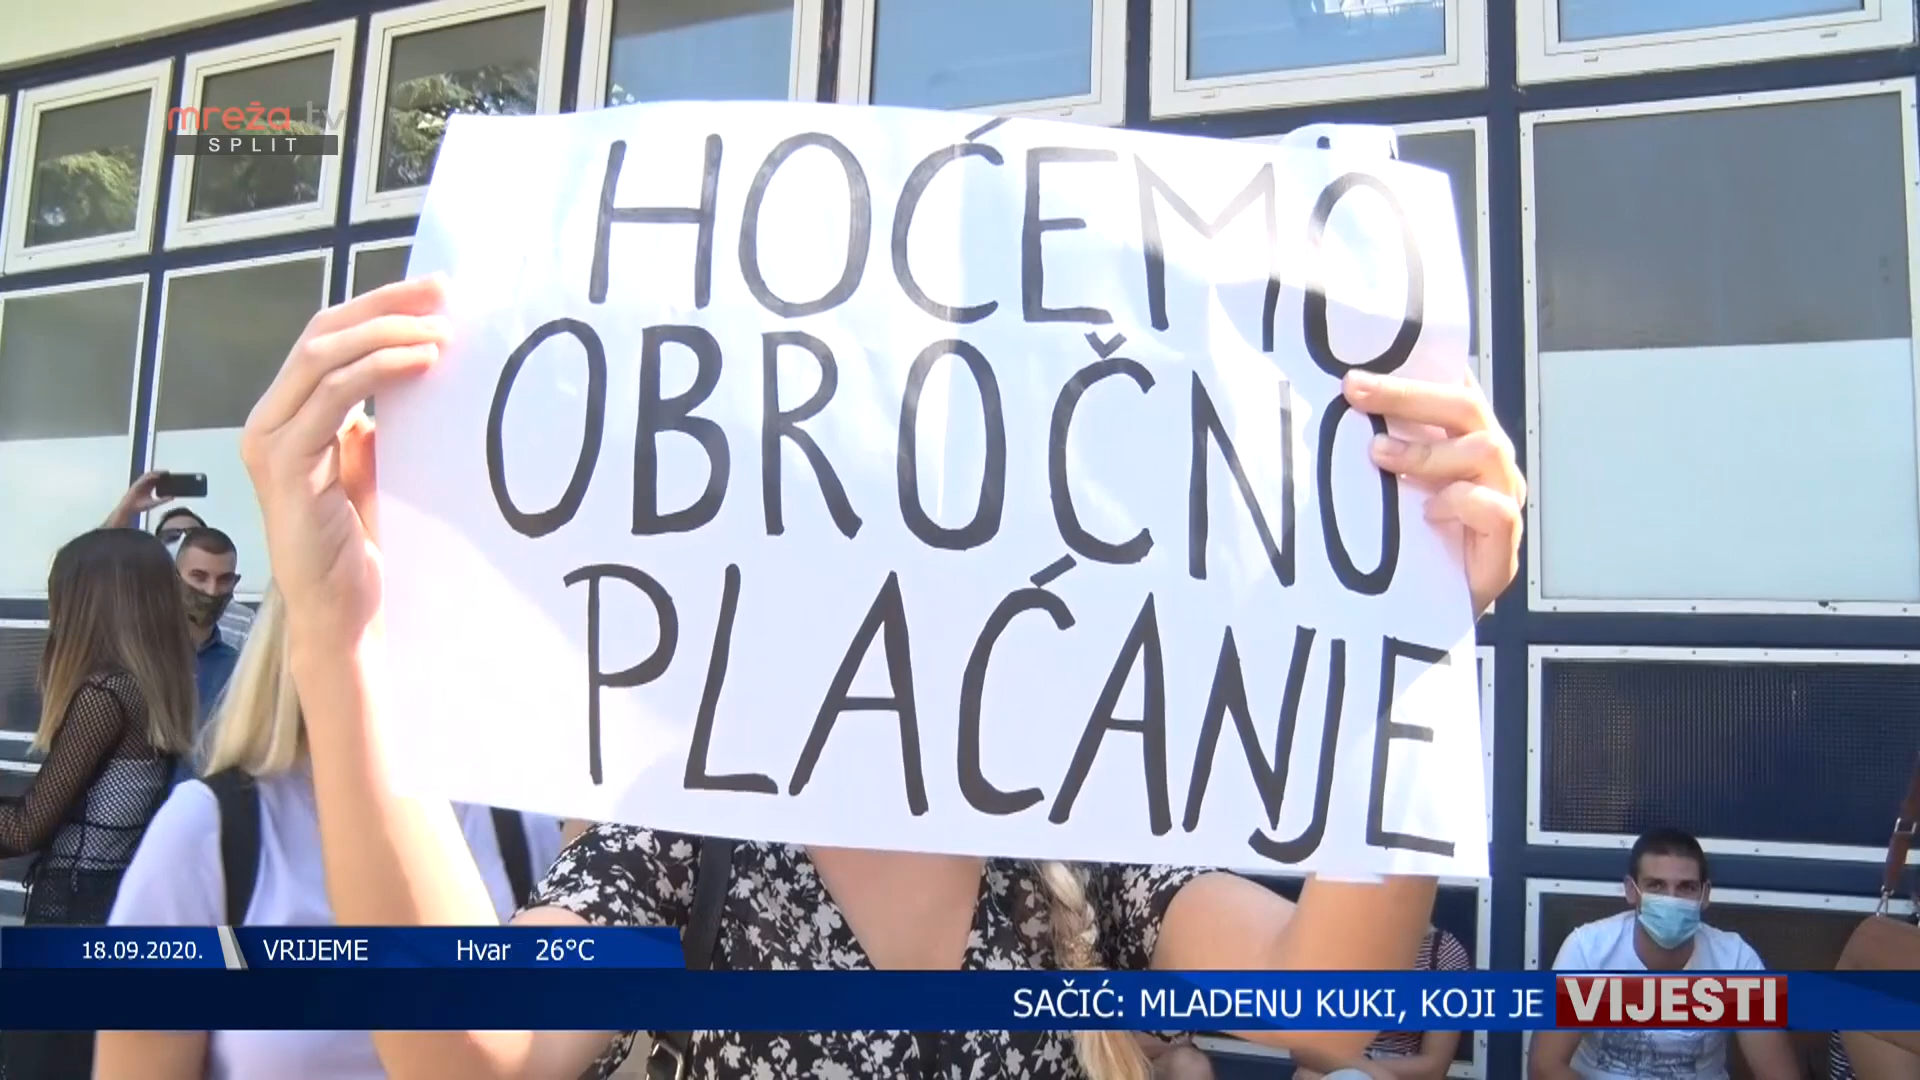 mreža tv
SPLIT
HOĆEMO
OBROČNO
PLAĆANJE
18.09.2020. VRIJEME Hvar 26°C
SAČIĆ: MLADENU KUKI, KOJI JE VIJESTI